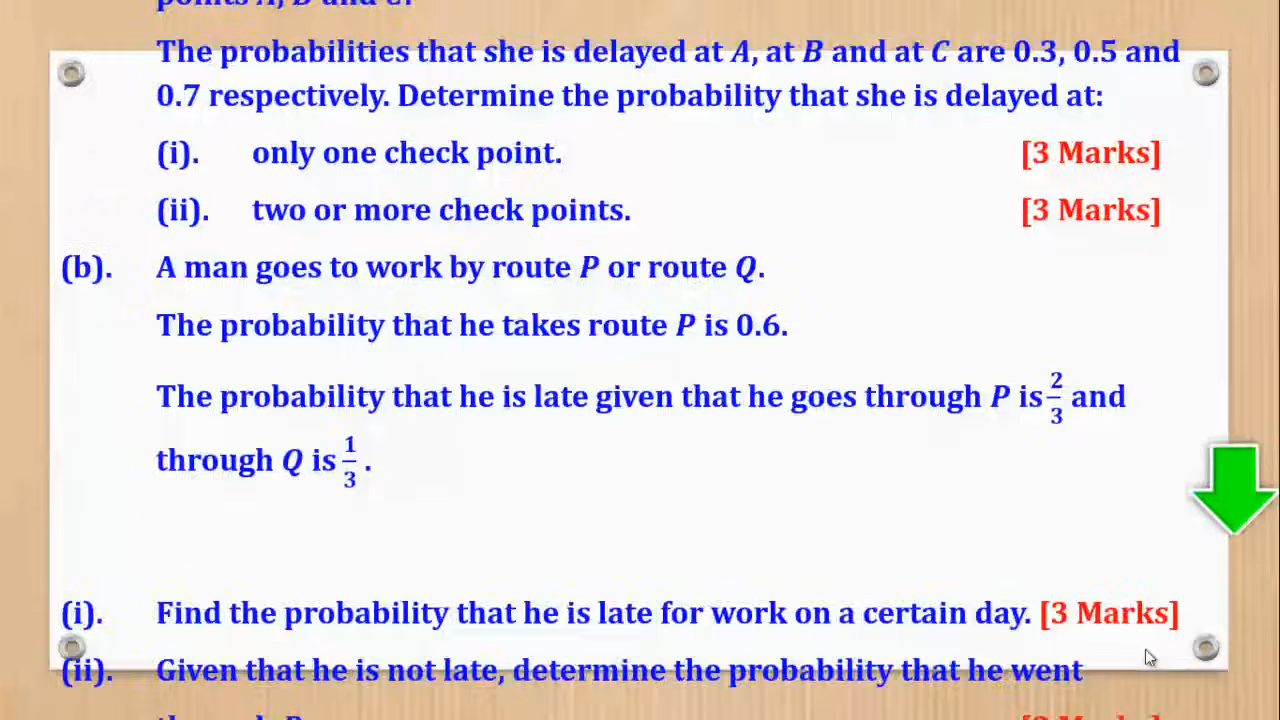 points A, B and C.
The probabilities that she is delayed at A, at B and at C are 0.3, 0.5 and
0.7 respectively. Determine the probability that she is delayed at:
(i). only one check point. [3 Marks]
(ii). two or more check points. [3 Marks]
(b). A man goes to work by route P or route Q.
The probability that he takes route P is 0.6.
The probability that he is late given that he goes through P is 2/3 and
through Q is 1/3 .
(i). Find the probability that he is late for work on a certain day. [3 Marks]
(ii). Given that he is not late, determine the probability that he went
through